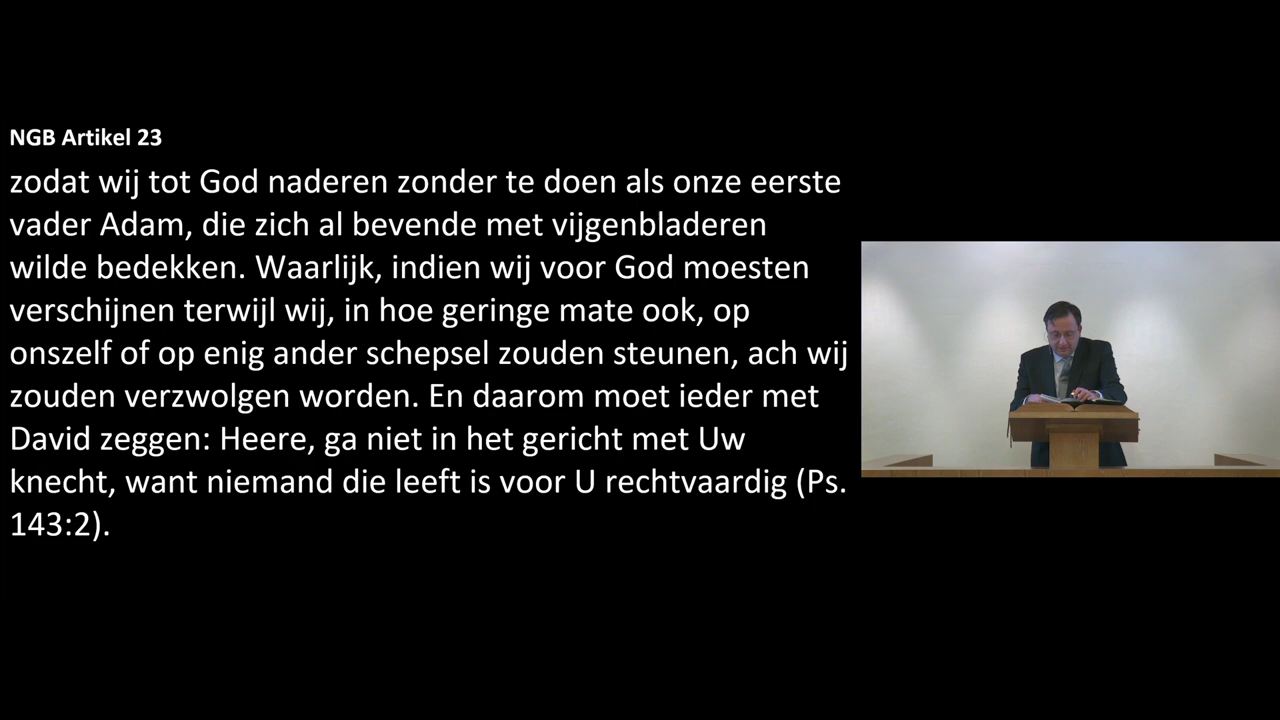 NGB Artikel 23
zodat wij tot God naderen zonder te doen als onze eerste
vader Adam, die zich al bevende met vijgenbladeren
wilde bedekken. Waarlijk, indien wij voor God moesten
verschijnen terwijl wij, in hoe geringe mate ook, op
onszelf of op enig ander schepsel zouden steunen, ach wij
zouden verzwolgen worden. En daarom moet ieder met
David zeggen: Heere, ga niet in het gericht met Uw
knecht, want niemand die leeft is voor U rechtvaardig (Ps.
143:2).